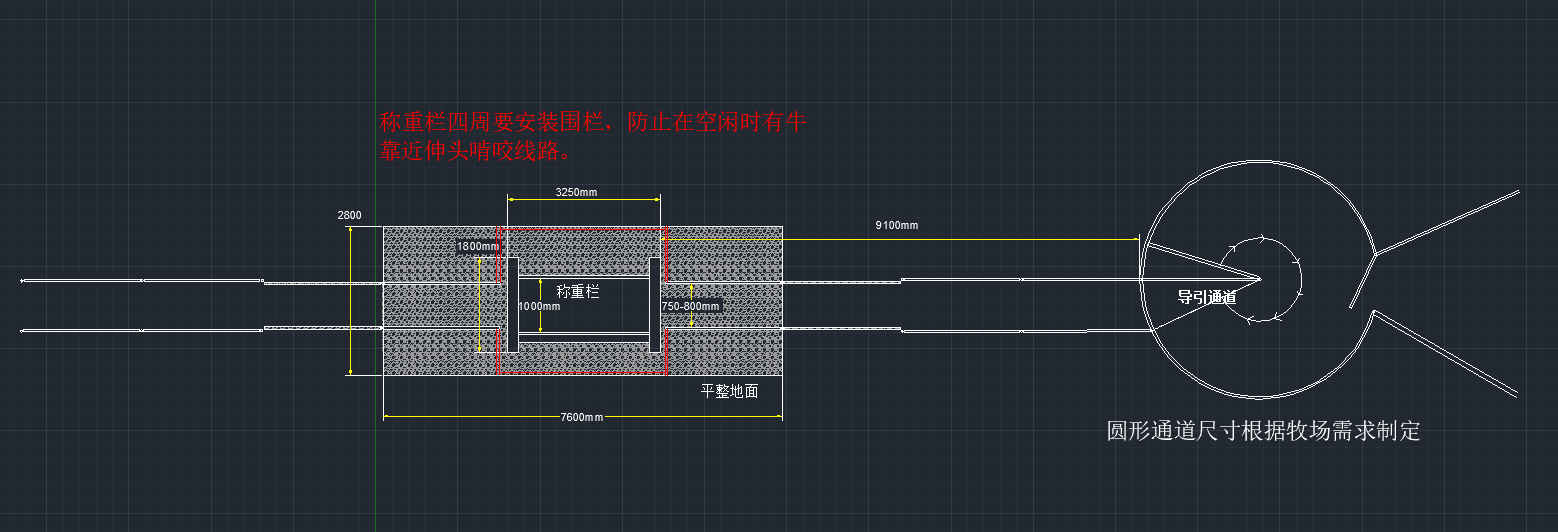 称重栏四周要安装围栏，防止在空闲时有牛
靠近伸头啃咬线路。
3250mm
2800
9100mm
1800mm
称重栏
1000mm
750-800mm
导引通道
平整地面
7600mm
圆形通道尺寸根据牧场需求制定